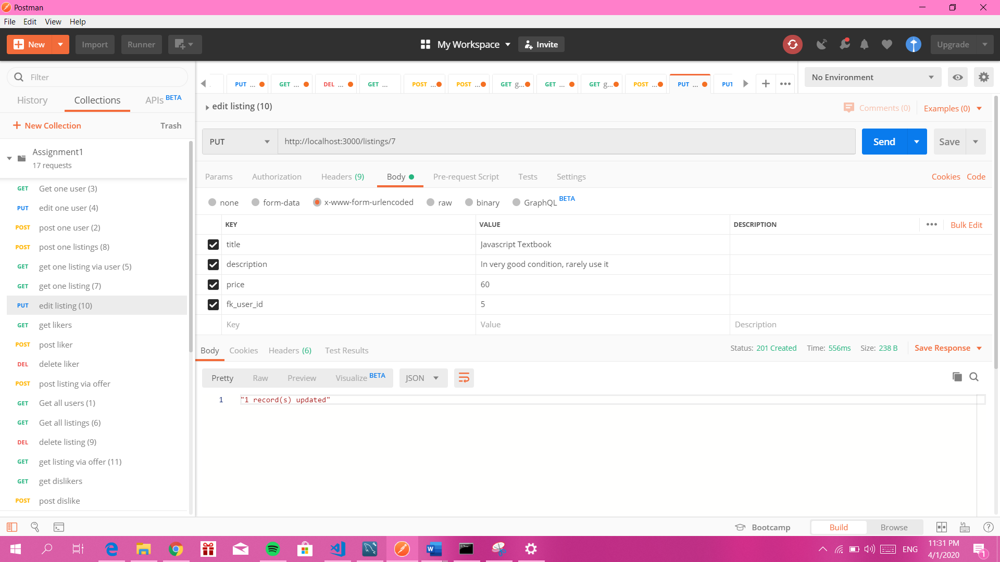 Postman
File Edit View Help
New Import Runner My Workspace Invite Upgrade
Filter
History Collections APIs BETA
New Collection Trash
Assignment1
17 requests
GET Get one user (3)
PUT edit one user (4)
POST post one user (2)
POST post one listings (8)
GET get one listing via user (5)
GET get one listing (7)
PUT edit listing (10)
GET get likers
POST post liker
DEL delete liker
POST post listing via offer
GET Get all users (1)
GET Get all listings (6)
DEL delete listing (9)
GET get listing via offer (11)
GET get dislikers
POST post dislike
PUT ... GET ... DEL ... GET ... POST ... POST ... GET g... GET ... GET g... POST ... PUT ... PUT
No Environment
edit listing (10)
Comments (0) Examples (0)
PUT http://localhost:3000/listings/7 Send Save
Params Authorization Headers (9) Body Pre-request Script Tests Settings Cookies Code
none form-data x-www-form-urlencoded raw binary GraphQL BETA
KEY VALUE DESCRIPTION Bulk Edit
title Javascript Textbook
description In very good condition, rarely use it
price 60
fk_user_id 5
Key Value Description
Body Cookies Headers (6) Test Results Status: 201 Created Time: 556ms Size: 238 B Save Response
Pretty Raw Preview Visualize BETA JSON
1 "1 record(s) updated"
Bootcamp Build Browse
ENG
11:31 PM
4/1/2020
1